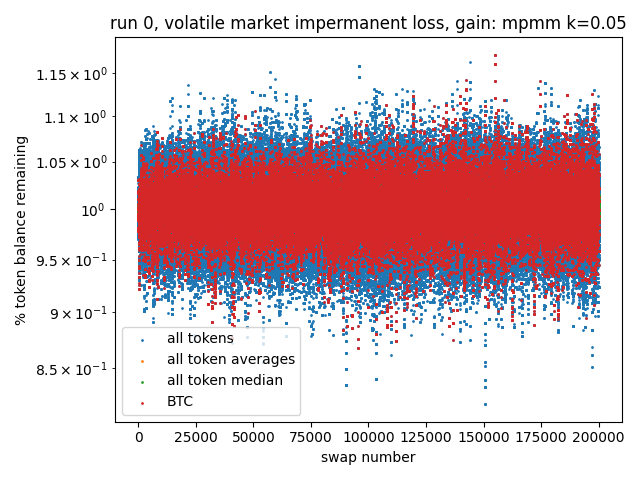 run 0, volatile market impermanent loss, gain: mpmm k=0.05
% token balance remaining
1.15 × 10⁰
1.1 × 10⁰
1.05 × 10⁰
10⁰
9.5 × 10⁻¹
9 × 10⁻¹
8.5 × 10⁻¹
all tokens
all token averages
all token median
BTC
0 25000 50000 75000 100000 125000 150000 175000 200000
swap number